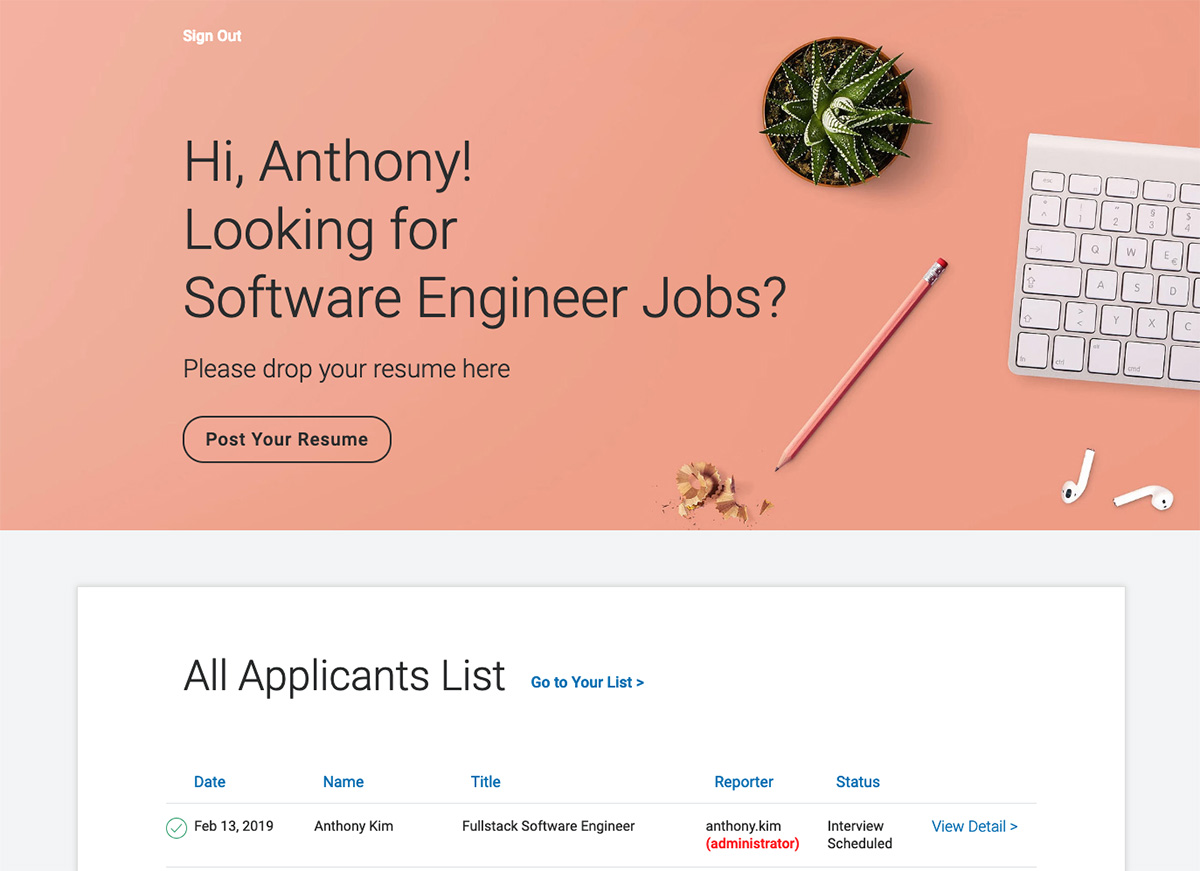 Sign Out
Hi, Anthony!
Looking for
Software Engineer Jobs?
Please drop your resume here
Post Your Resume
All Applicants List Go to Your List >
Date Name Title Reporter Status
Feb 13, 2019 Anthony Kim Fullstack Software Engineer anthony.kim Interview View Detail >
(administrator) Scheduled